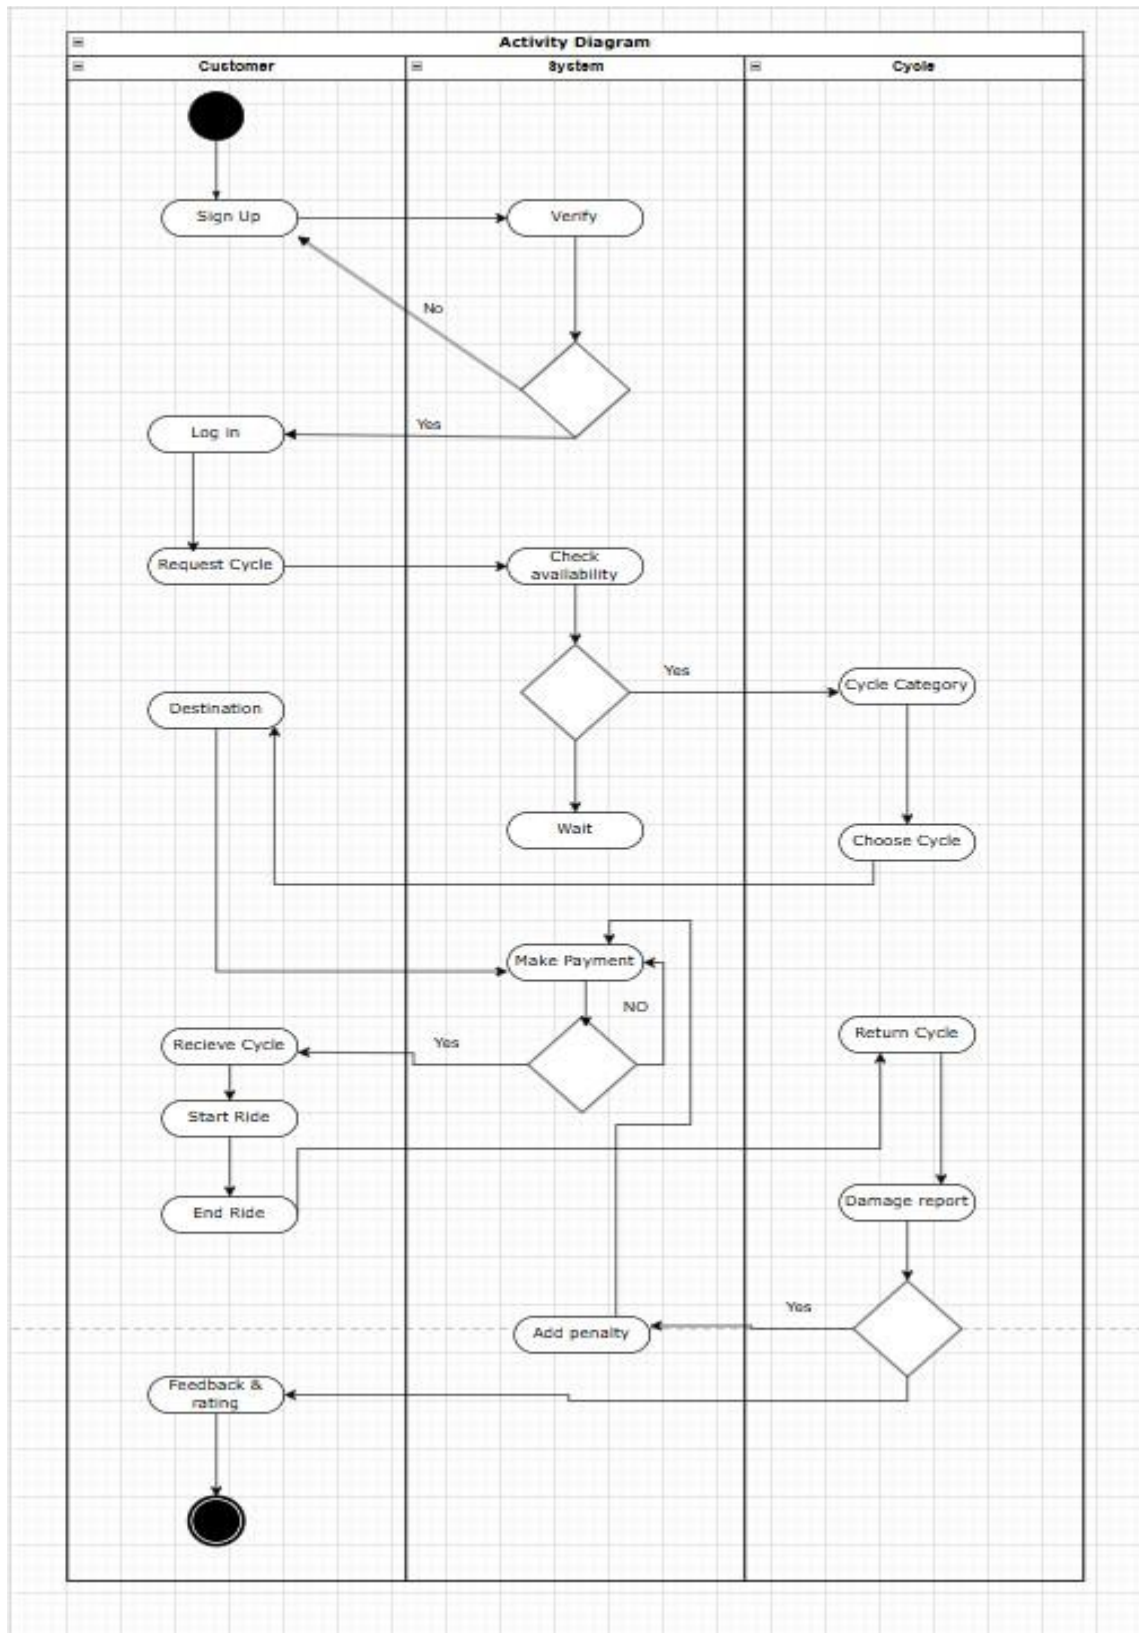 Activity Diagram
Customer
System
Cycle
Sign Up
Verify
No
Yes
Log in
Request Cycle
Check
availability
Yes
Cycle Category
Destination
Wait
Choose Cycle
Make Payment
NO
Return Cycle
Recieve Cycle
Yes
Start Ride
Damage report
End Ride
Yes
Add penalty
Feedback &
rating